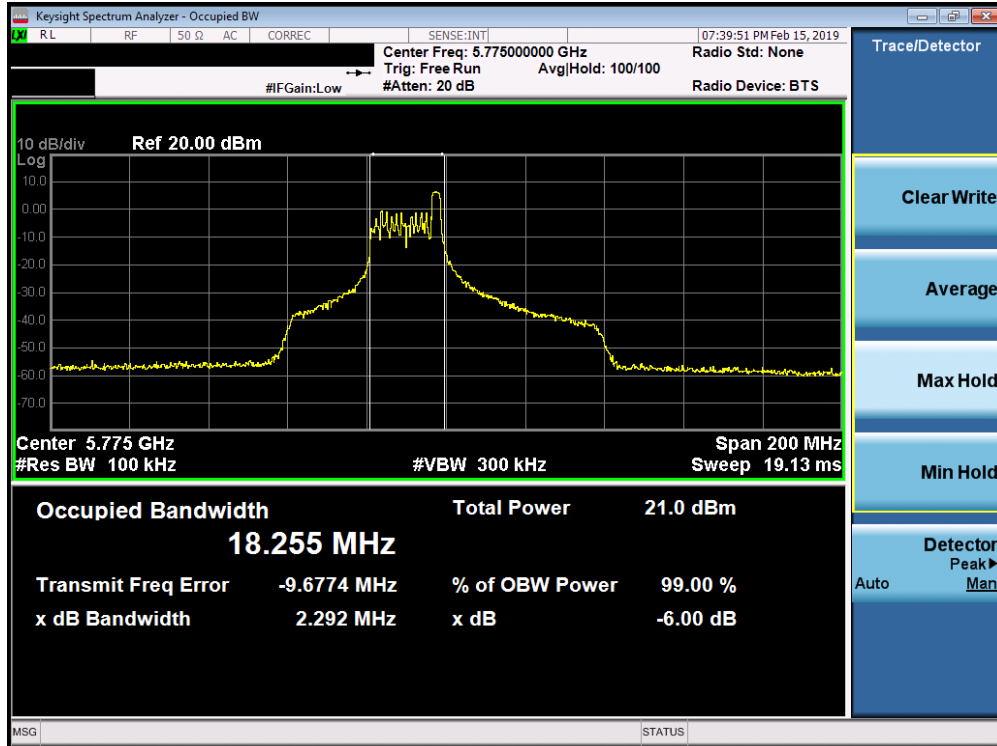 Keysight Spectrum Analyzer - Occupied BW
LXI RL RF 50 Ω AC CORREC SENSE:INT 07:39:51 PM Feb 15, 2019
Center Freq: 5.775000000 GHz Radio Std: None
Trig: Free Run Avg|Hold: 100/100
#IFGain:Low #Atten: 20 dB Radio Device: BTS
Trace/Detector
10 dB/div Ref 20.00 dBm
Log
10.0
0.00
-10.0
-20.0
-30.0
-40.0
-50.0
-60.0
-70.0
Center 5.775 GHz Span 200 MHz
#Res BW 100 kHz #VBW 300 kHz Sweep 19.13 ms
Occupied Bandwidth Total Power 21.0 dBm
18.255 MHz
Transmit Freq Error -9.6774 MHz % of OBW Power 99.00 %
x dB Bandwidth 2.292 MHz x dB -6.00 dB
Clear Write
Average
Max Hold
Min Hold
Detector
Peak▶
Auto Man
MSG STATUS